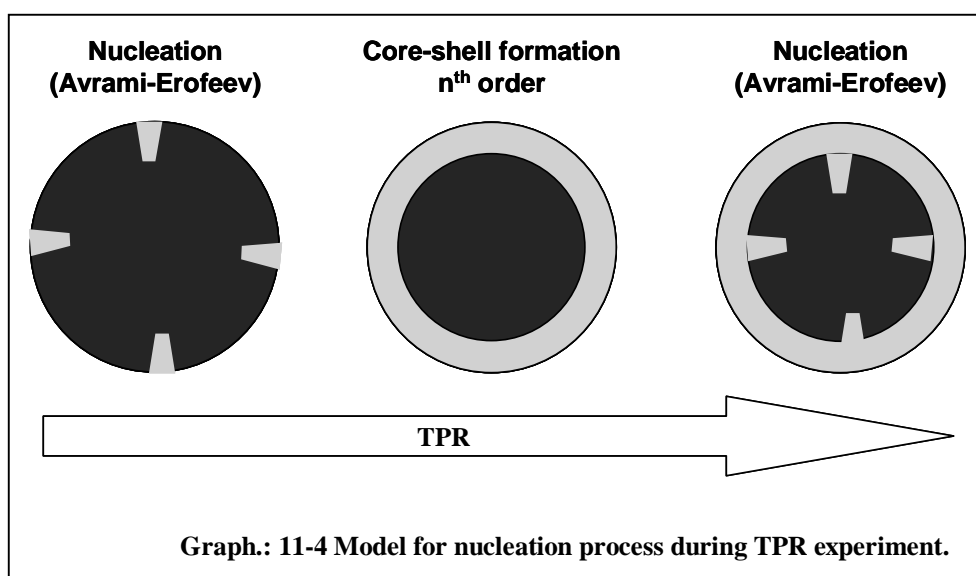 Nucleation
(Avrami-Erofeev)
Core-shell formation
nth order
Nucleation
(Avrami-Erofeev)
TPR
Graph.: 11-4 Model for nucleation process during TPR experiment.